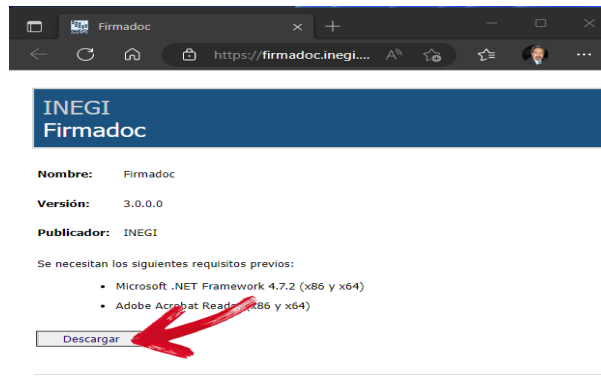 Firmadoc
https://firmadoc.inegi....
INEGI
Firmadoc
Nombre: Firmadoc
Versión: 3.0.0.0
Publicador: INEGI
Se necesitan los siguientes requisitos previos:
• Microsoft .NET Framework 4.7.2 (x86 y x64)
• Adobe Acrobat Reader (x86 y x64)
Descargar